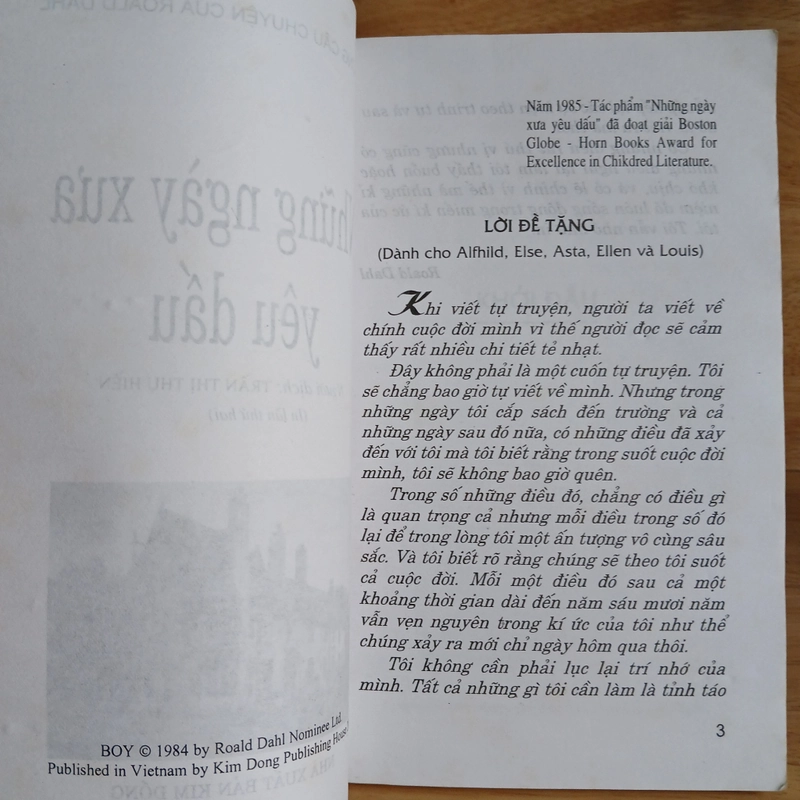 BOY © 1984 by Roald Dahl Nominee Ltd
Published in Vietnam by Kim Dong Publishing House
Năm 1985 - Tác phẩm "Những ngày
xưa yêu dấu" đã đoạt giải Boston
Globe - Horn Books Award for
Excellence in Chikdred Literature.
LỜI ĐỀ TẶNG
(Dành cho Alfhild, Else, Asta, Ellen và Louis)
Khi viết tự truyện, người ta viết về
chính cuộc đời mình vì thế người đọc sẽ cảm
thấy rất nhiều chi tiết tẻ nhạt.
Đây không phải là một cuốn tự truyện. Tôi
sẽ chẳng bao giờ tự viết về mình. Nhưng trong
những ngày tôi cắp sách đến trường và cả
những ngày sau đó nữa, có những điều đã xảy
đến với tôi mà tôi biết rằng trong suốt cuộc đời
mình, tôi sẽ không bao giờ quên.
Trong số những điều đó, chẳng có điều gì
là quan trọng cả nhưng mỗi điều trong số đó
lại để trong lòng tôi một ấn tượng vô cùng sâu
sắc. Và tôi biết rõ rằng chúng sẽ theo tôi suốt
cả cuộc đời. Mỗi một điều đó sau cả một
khoảng thời gian dài đến năm sáu mươi năm
vẫn vẹn nguyên trong kí ức của tôi như thể
chúng xảy ra mới chỉ ngày hôm qua thôi.
Tôi không cần phải lục lại trí nhớ của
mình. Tất cả những gì tôi cần làm là tỉnh táo
3